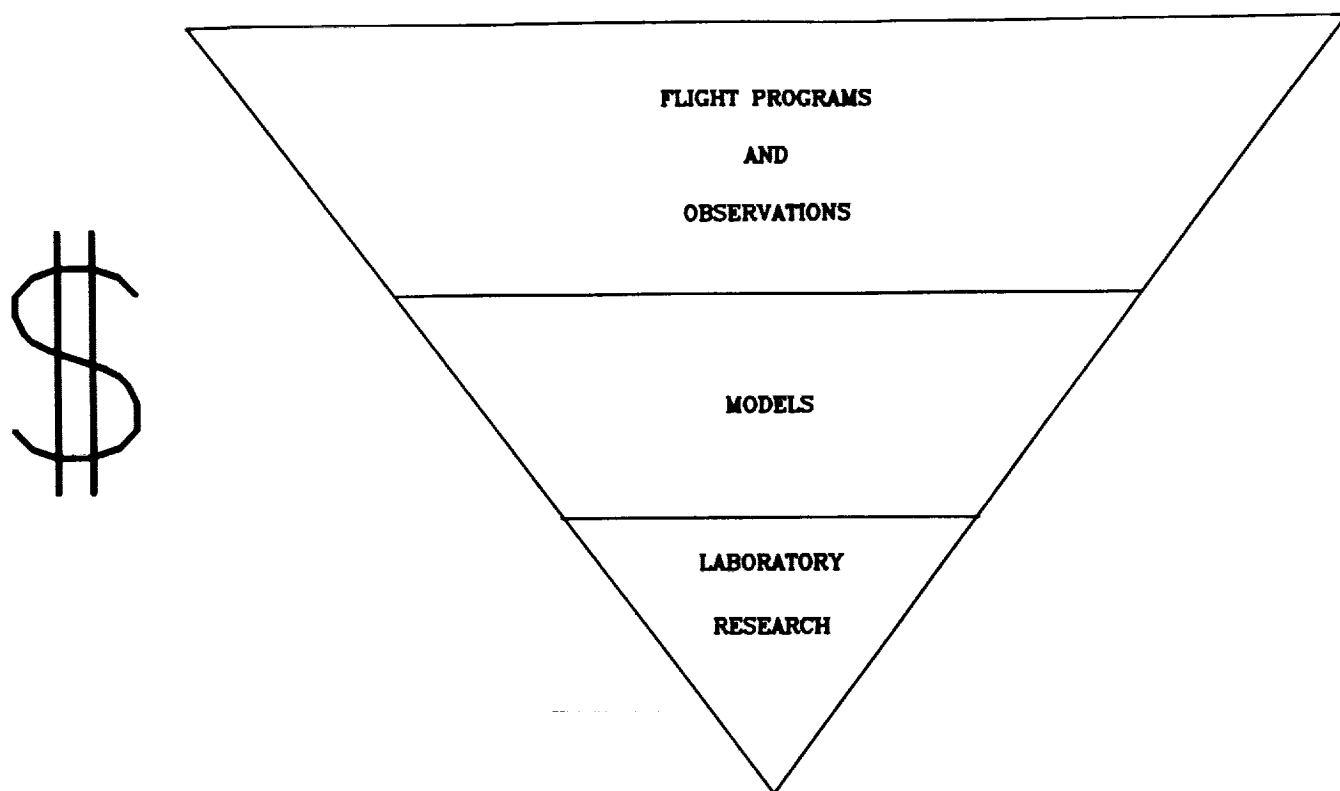 FLIGHT PROGRAMS
AND
OBSERVATIONS
$
MODELS
LABORATORY
RESEARCH